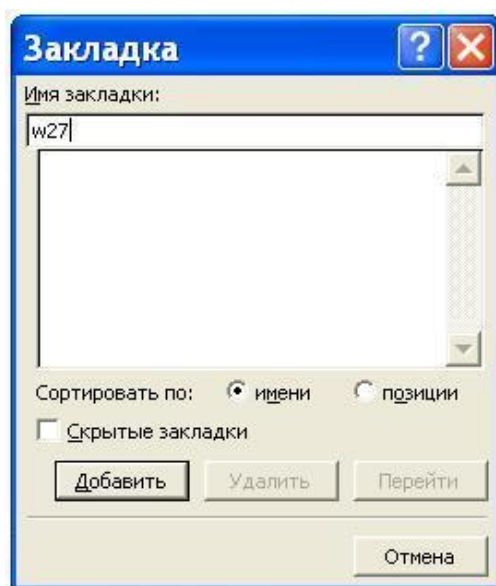 Закладка
Имя закладки:
w27
Сортировать по: имени позиции
Скрытые закладки
Добавить Удалить Перейти
Отмена